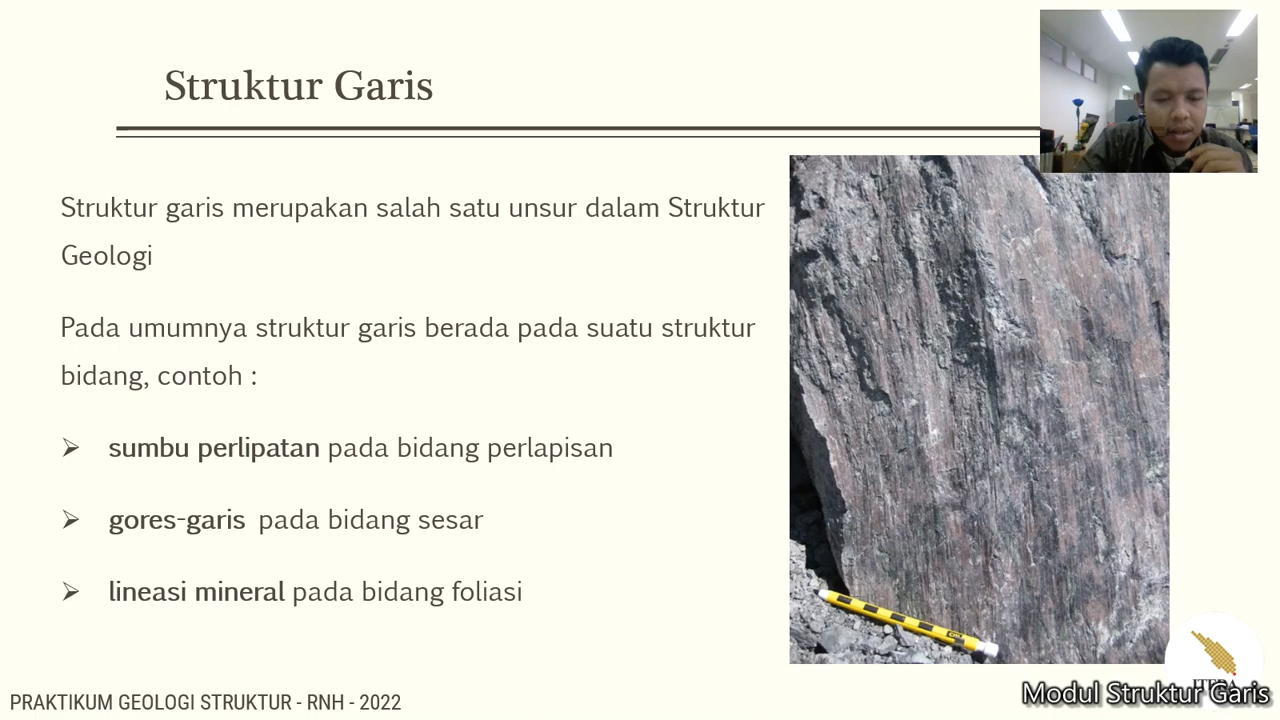 Struktur Garis
Struktur garis merupakan salah satu unsur dalam Struktur
Geologi
Pada umumnya struktur garis berada pada suatu struktur
bidang, contoh :
➢ sumbu perlipatan pada bidang perlapisan
➢ gores-garis pada bidang sesar
➢ lineasi mineral pada bidang foliasi
ITERA
Modul Struktur Garis
PRAKTIKUM GEOLOGI STRUKTUR - RNH - 2022